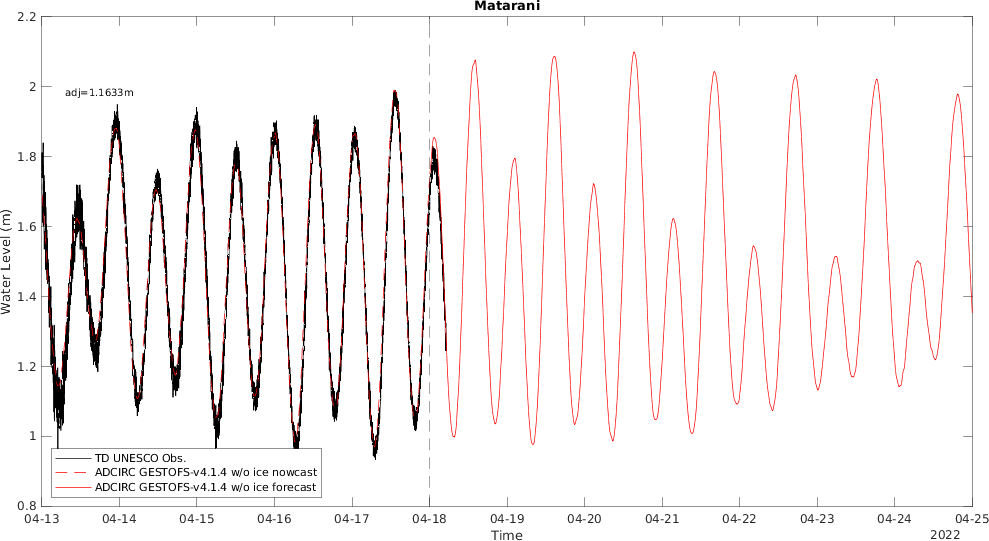 Matarani
2.2
2
1.8
1.6
1.4
1.2
1
0.8
Water Level (m)
adj=1.1633m
TD UNESCO Obs.
ADCIRC GESTOFS-v4.1.4 w/o ice nowcast
ADCIRC GESTOFS-v4.1.4 w/o ice forecast
04-13 04-14 04-15 04-16 04-17 04-18 04-19 04-20 04-21 04-22 04-23 04-24 04-25
Time
2022